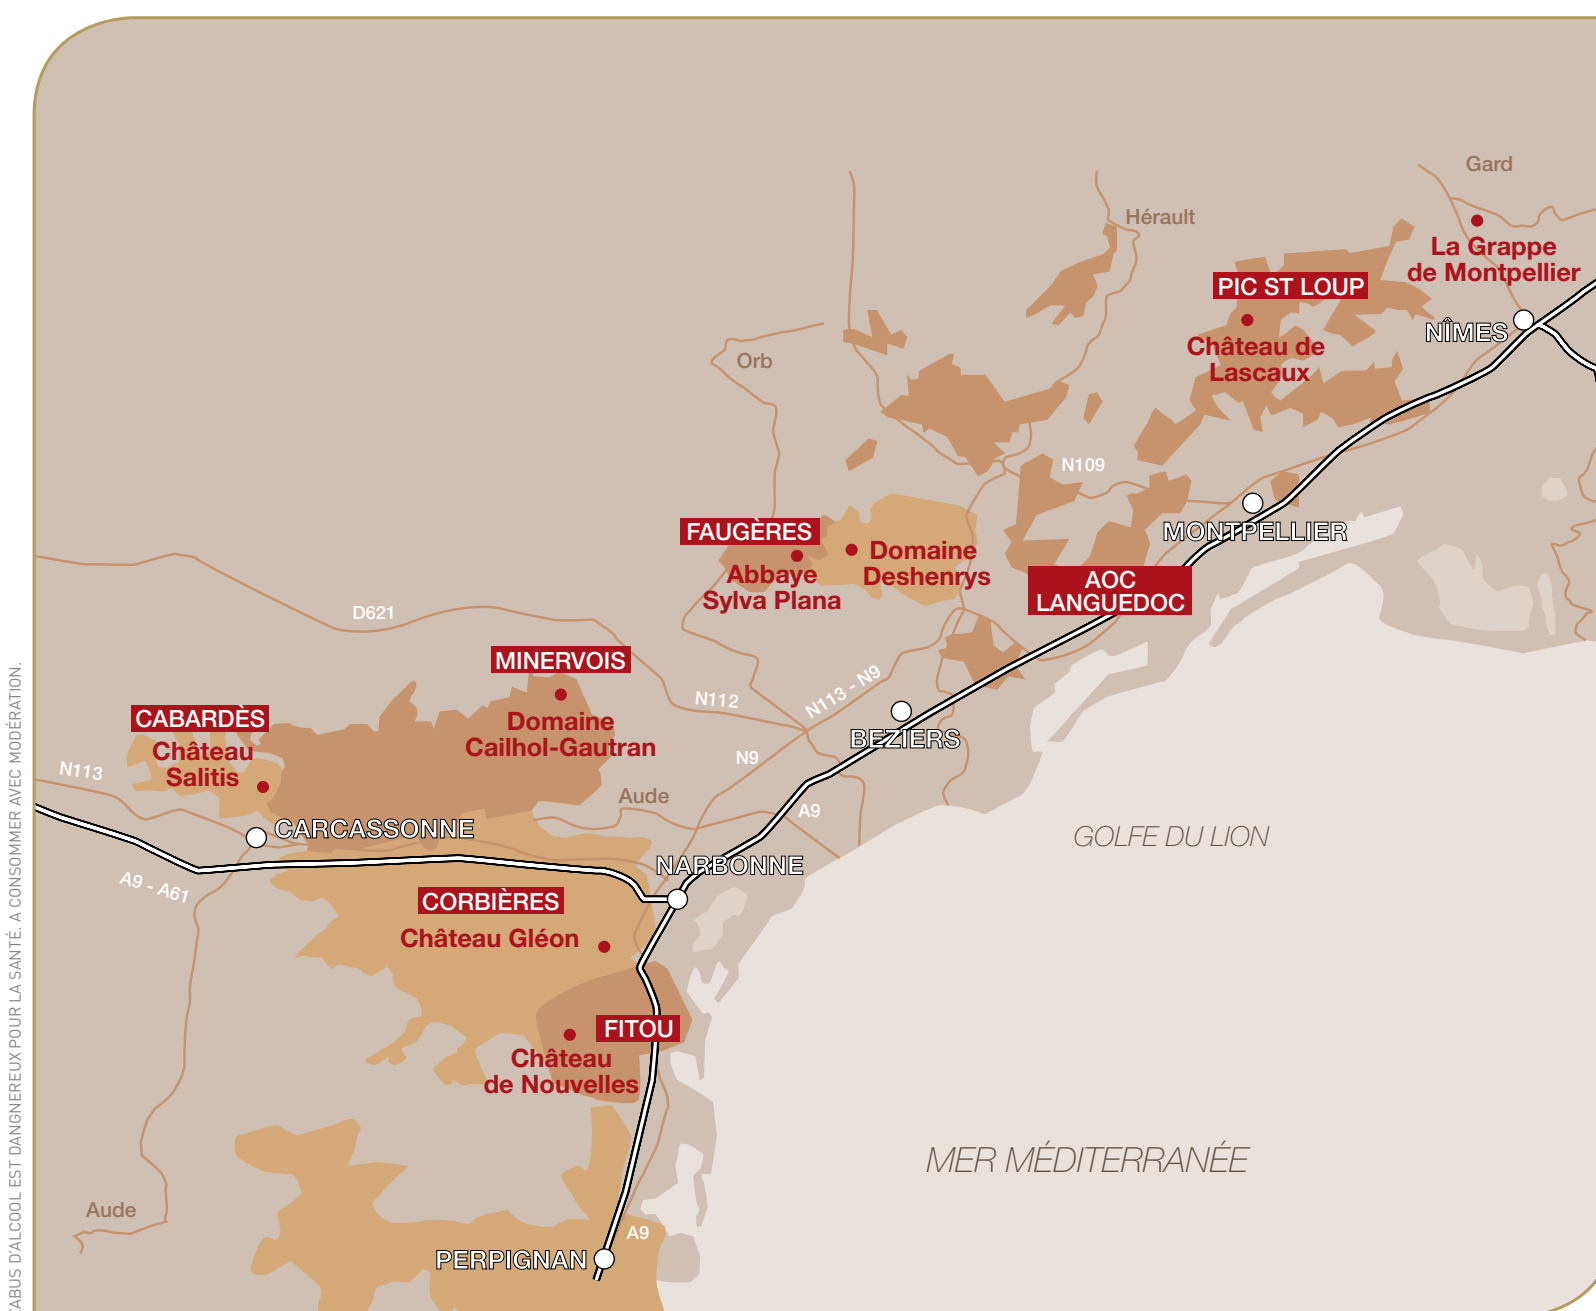 Gard
Hérault
La Grappe
de Montpellier
PIC ST LOUP
NÎMES
Château de
Lascaux
Orb
N109
FAUGÈRES
MONTPELLIER
Domaine
Deshenrys
Abbaye
Sylva Plana
AOC
LANGUEDOC
D621
MINERVOIS
N112
N113 - N9
CABARDÈS
Domaine
Cailhol-Gautran
BEZIERS
Château
Salitis
N9
N113
Aude
A9
CARCASSONNE
GOLFE DU LION
NARBONNE
A9 - A61
CORBIÈRES
Château Gléon
FITOU
Château
de Nouvelles
MER MÉDITERRANÉE
Aude
A9
PERPIGNAN
'ABUS D'ALCOOL EST DANGNEREUX POUR LA SANTÉ. A CONSOMMER AVEC MODÉRATION.